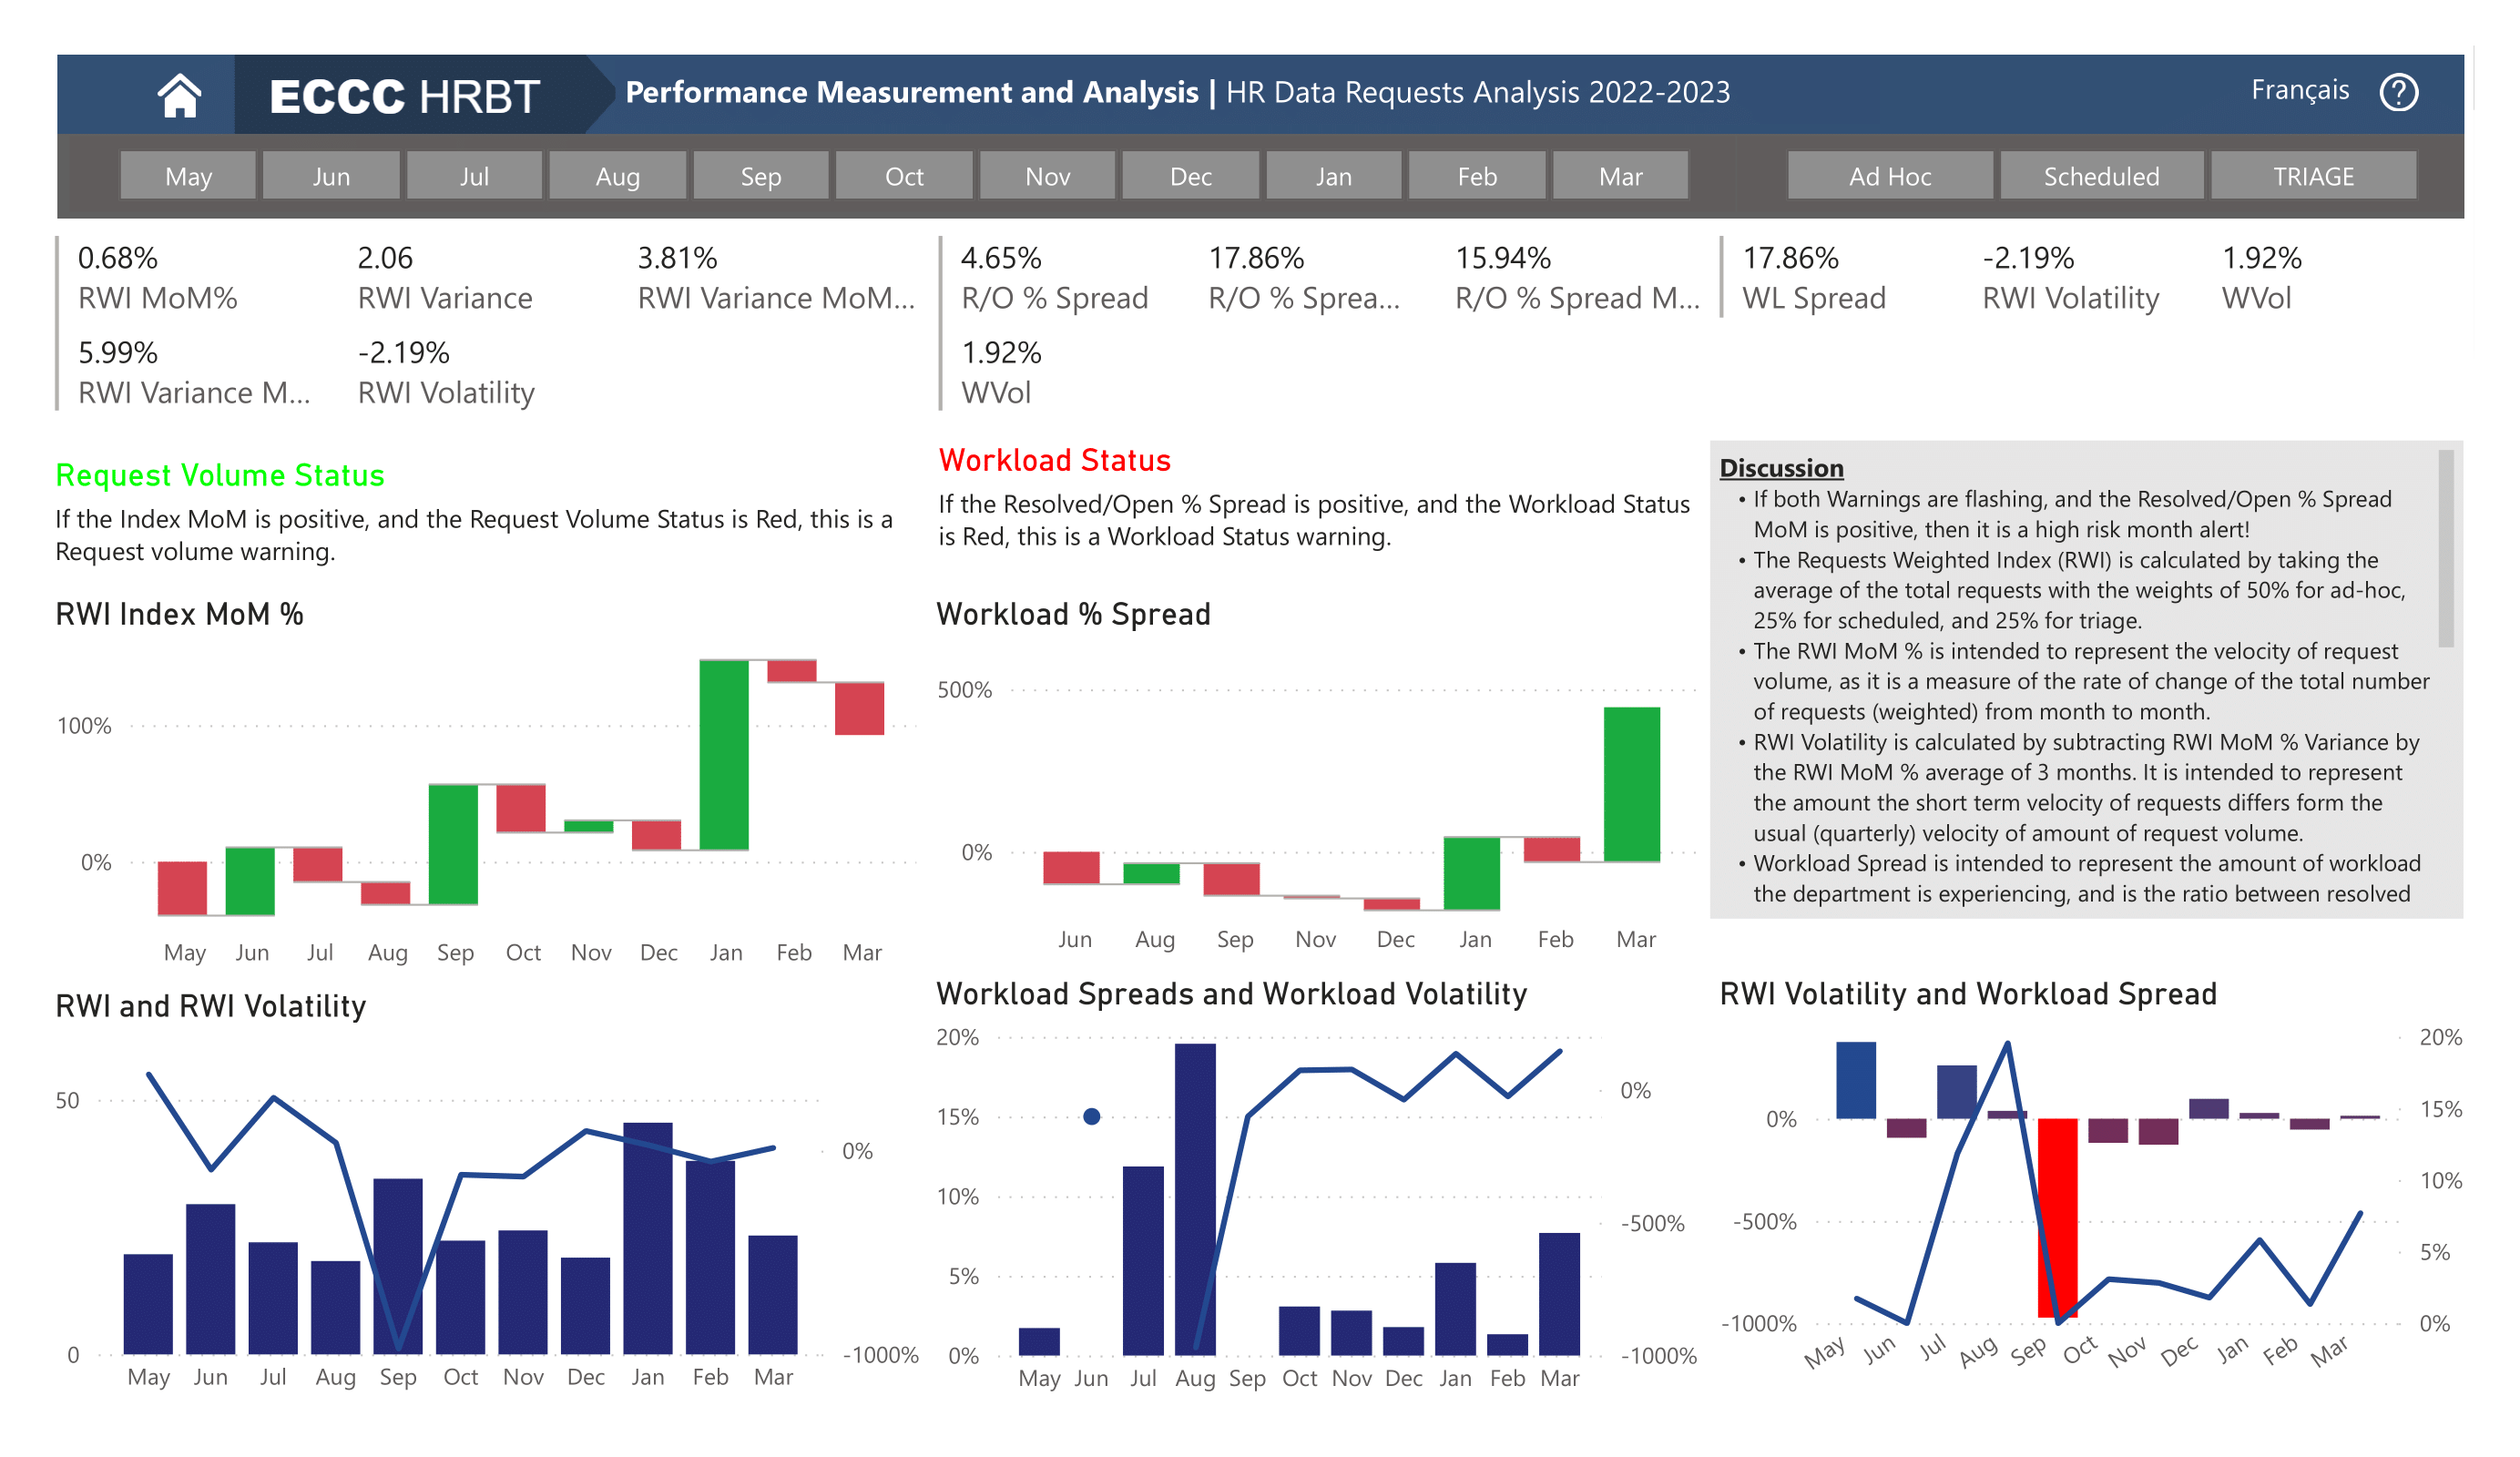 ECCC HRBT
Performance Measurement and Analysis | HR Data Requests Analysis 2022-2023
Français
?
May Jun Jul Aug Sep Oct Nov Dec Jan Feb Mar
Ad Hoc Scheduled TRIAGE
0.68% 2.06 3.81%
RWI MoM% RWI Variance RWI Variance MoM...
5.99% -2.19%
RWI Variance M... RWI Volatility
4.65% 17.86% 15.94%
R/O % Spread R/O % Sprea... R/O % Spread M...
1.92%
WVol
17.86% -2.19% 1.92%
WL Spread RWI Volatility WVol
Request Volume Status
If the Index MoM is positive, and the Request Volume Status is Red, this is a
Request volume warning.
Workload Status
If the Resolved/Open % Spread is positive, and the Workload Status
is Red, this is a Workload Status warning.
Discussion
• If both Warnings are flashing, and the Resolved/Open % Spread
MoM is positive, then it is a high risk month alert!
• The Requests Weighted Index (RWI) is calculated by taking the
average of the total requests with the weights of 50% for ad-hoc,
25% for scheduled, and 25% for triage.
• The RWI MoM % is intended to represent the velocity of request
volume, as it is a measure of the rate of change of the total number
of requests (weighted) from month to month.
• RWI Volatility is calculated by subtracting RWI MoM % Variance by
the RWI MoM % average of 3 months. It is intended to represent
the amount the short term velocity of requests differs form the
usual (quarterly) velocity of amount of request volume.
• Workload Spread is intended to represent the amount of workload
the department is experiencing, and is the ratio between resolved
RWI Index MoM %
100%
0%
May Jun Jul Aug Sep Oct Nov Dec Jan Feb Mar
Workload % Spread
500%
0%
Jun Aug Sep Nov Dec Jan Feb Mar
RWI and RWI Volatility
50
0%
0
-1000%
May Jun Jul Aug Sep Oct Nov Dec Jan Feb Mar
Workload Spreads and Workload Volatility
20%
0%
15%
10%
-500%
5%
0%
-1000%
May Jun Jul Aug Sep Oct Nov Dec Jan Feb Mar
RWI Volatility and Workload Spread
20%
0%
15%
10%
-500%
5%
-1000%
0%
May Jun Jul Aug Sep Oct Nov Dec Jan Feb Mar